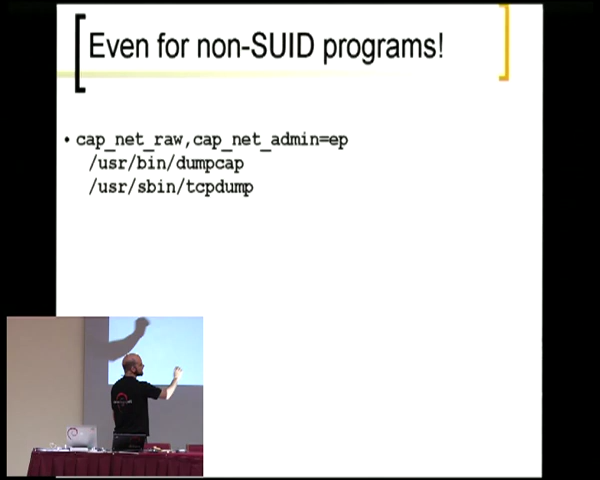 Even for non-SUID programs!
• cap_net_raw,cap_net_admin=ep
/usr/bin/dumpcap
/usr/sbin/tcpdump